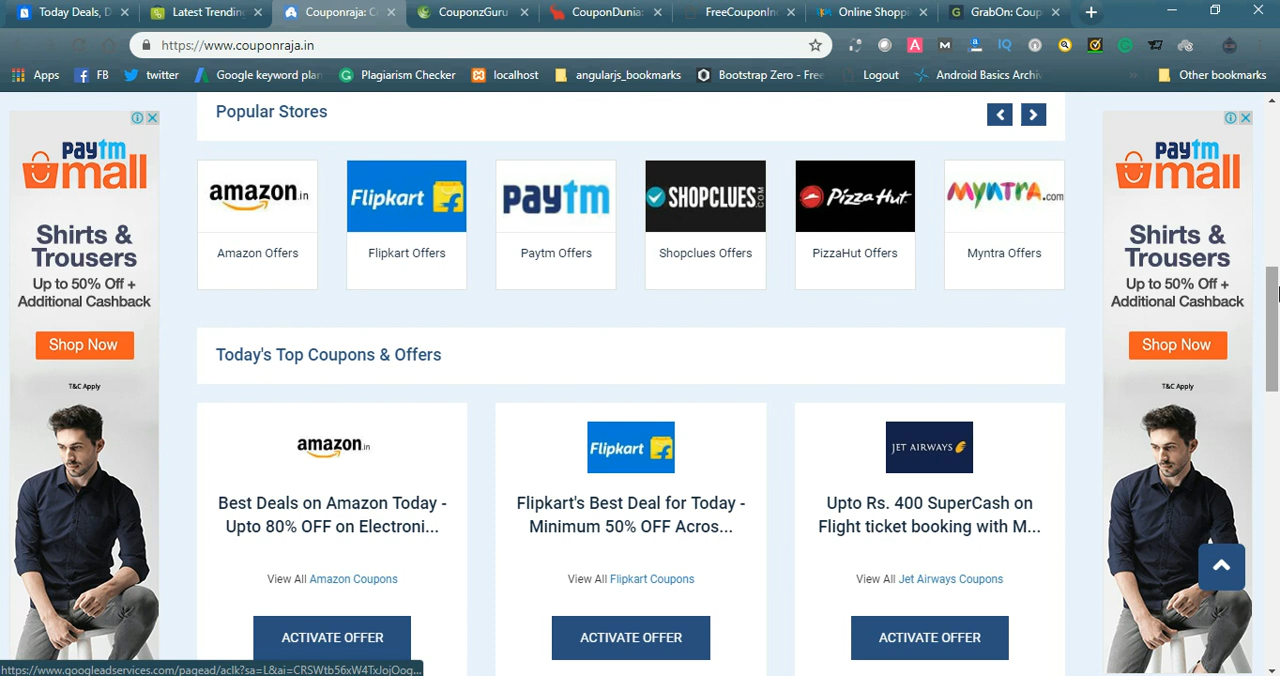 Today Deals, D
Latest Trendin
Couponraja: C
CouponzGuru
CouponDunia:
FreeCouponIn
Online Shoppi
GrabOn: Coup
https://www.couponraja.in
Apps
FB
twitter
Google keyword plan
Plagiarism Checker
localhost
angularjs_bookmarks
Bootstrap Zero - Fre
Logout
Android Basics Archi
Other bookmarks
paytm
mall
Shirts &
Trousers
Up to 50% Off +
Additional Cashback
Shop Now
T&C Apply
Popular Stores
amazon.in
Flipkart
paytm
SHOPCLUES.COM
Pizza Hut
Myntra.com
Amazon Offers
Flipkart Offers
Paytm Offers
Shopclues Offers
PizzaHut Offers
Myntra Offers
Today's Top Coupons & Offers
amazon.in
Best Deals on Amazon Today -
Upto 80% OFF on Electroni...
View All Amazon Coupons
ACTIVATE OFFER
Flipkart
Flipkart's Best Deal for Today -
Minimum 50% OFF Acros...
View All Flipkart Coupons
ACTIVATE OFFER
JET AIRWAYS
Upto Rs. 400 SuperCash on
Flight ticket booking with M...
View All Jet Airways Coupons
ACTIVATE OFFER
paytm
mall
Shirts &
Trousers
Up to 50% Off +
Additional Cashback
Shop Now
T&C Apply